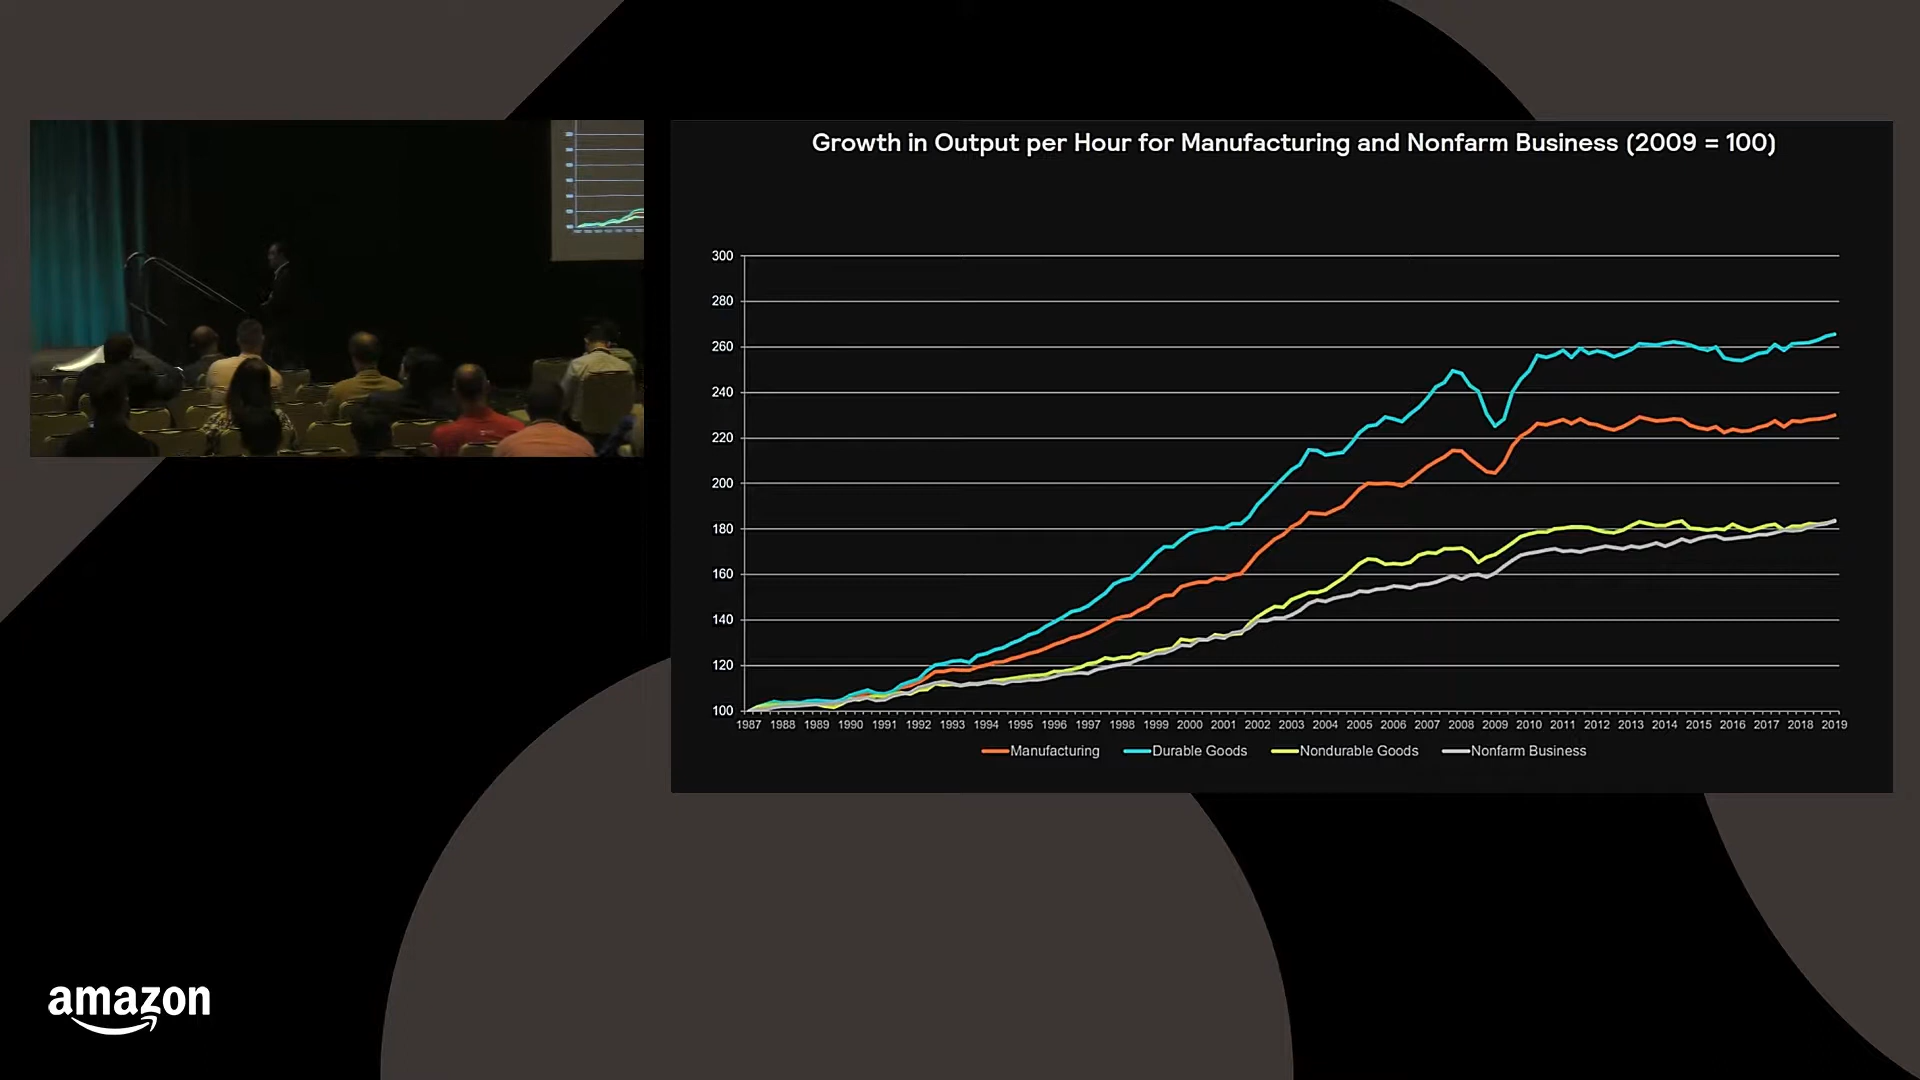 Growth in Output per Hour for Manufacturing and Nonfarm Business (2009 = 100)
300
280
260
240
220
200
180
160
140
120
100
1987 1988 1989 1990 1991 1992 1993 1994 1995 1996 1997 1998 1999 2000 2001 2002 2003 2004 2005 2006 2007 2008 2009 2010 2011 2012 2013 2014 2015 2016 2017 2018 2019
Manufacturing Durable Goods Nondurable Goods Nonfarm Business
amazon